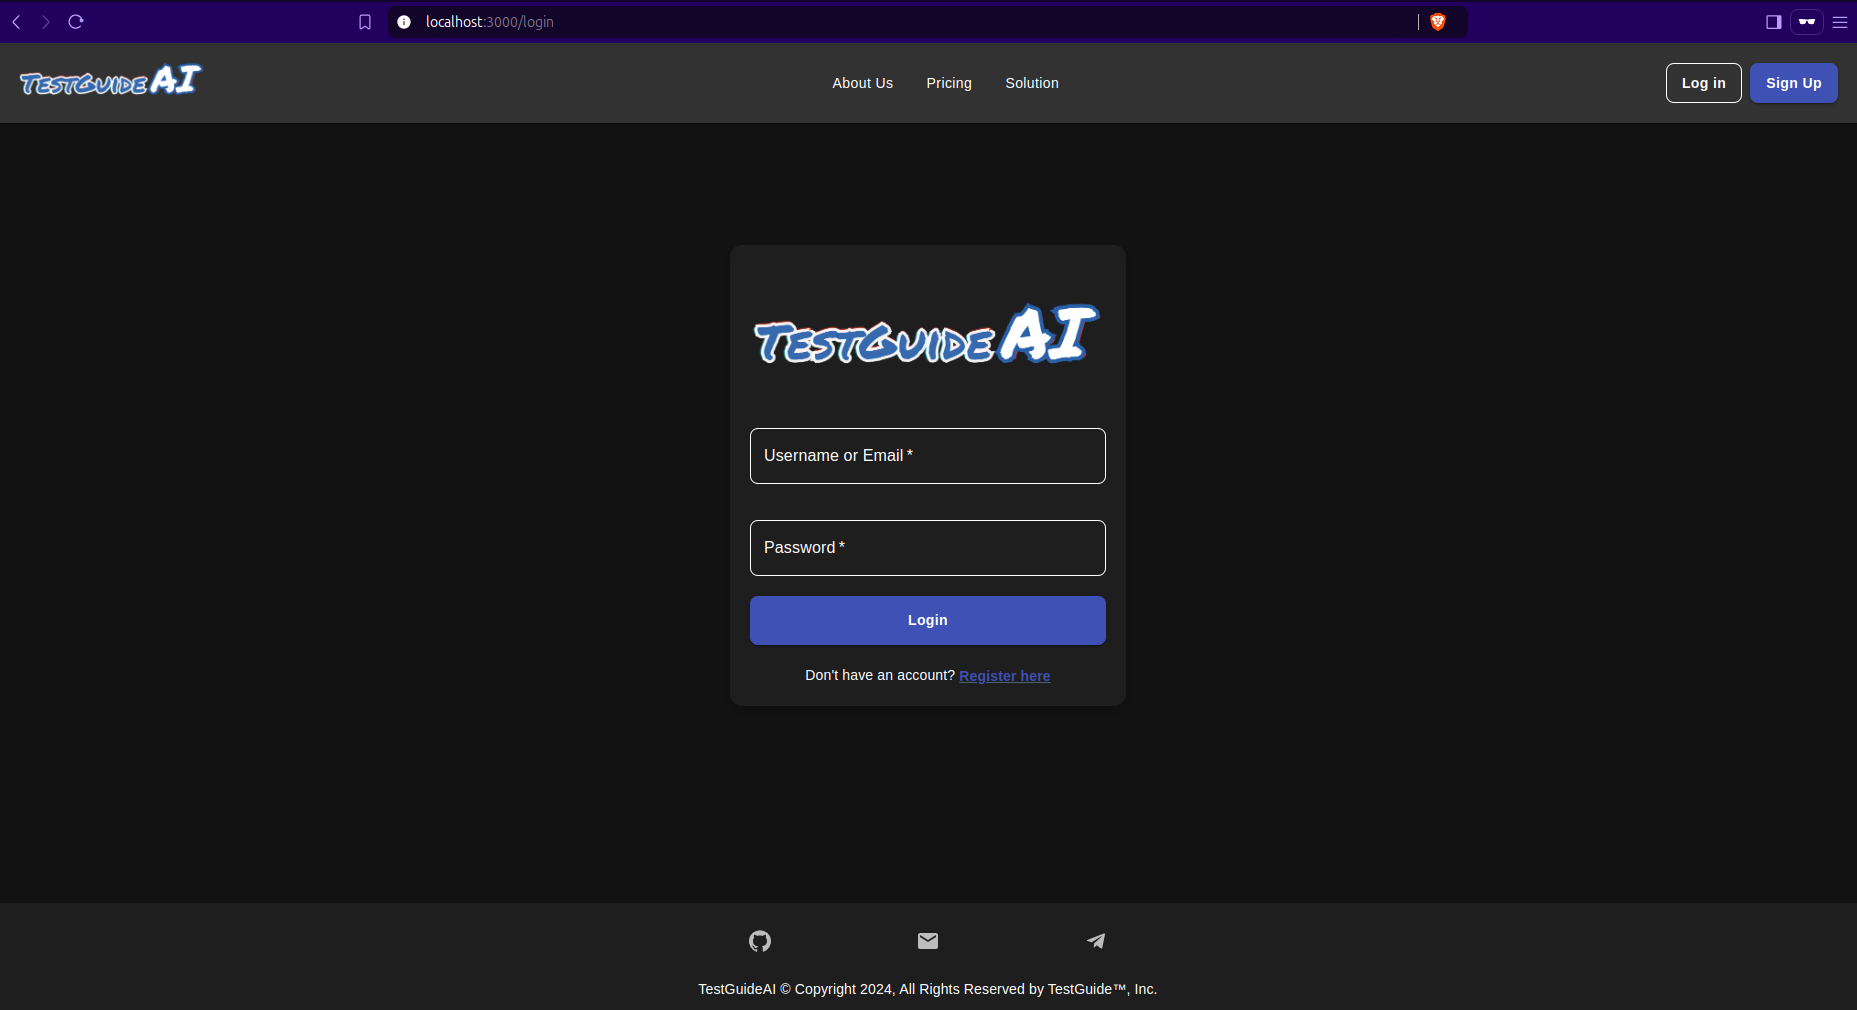 localhost:3000/login
TestGuide AI
About Us
Pricing
Solution
Log in
Sign Up
TestGuide AI
Username or Email *
Password *
Login
Don't have an account? Register here
TestGuideAI © Copyright 2024, All Rights Reserved by TestGuide™, Inc.